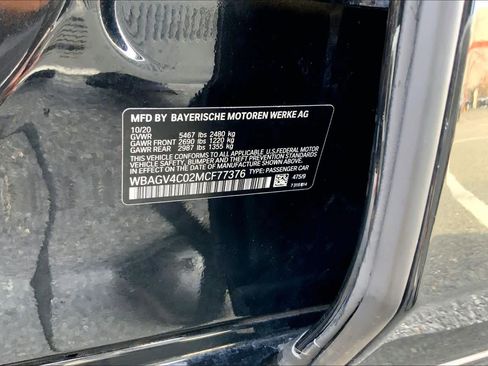 MFD BY BAYERISCHE MOTOREN WERKE AG
10/20
GVWR 5467 lbs 2480 kg
GAWR FRONT 2690 lbs 1220 kg
GAWR REAR 2987 lbs 1355 kg
THIS VEHICLE CONFORMS TO ALL APPLICABLE U.S.FEDERAL MOTOR
VEHICLE SAFETY, BUMPER AND THEFT PREVENTION STANDARDS IN
EFFECT ON THE DATE OF MANUFACTURE SHOWN ABOVE.
WBAGV4C02MCF77376 TYPE: PASSENGER CAR
475/9